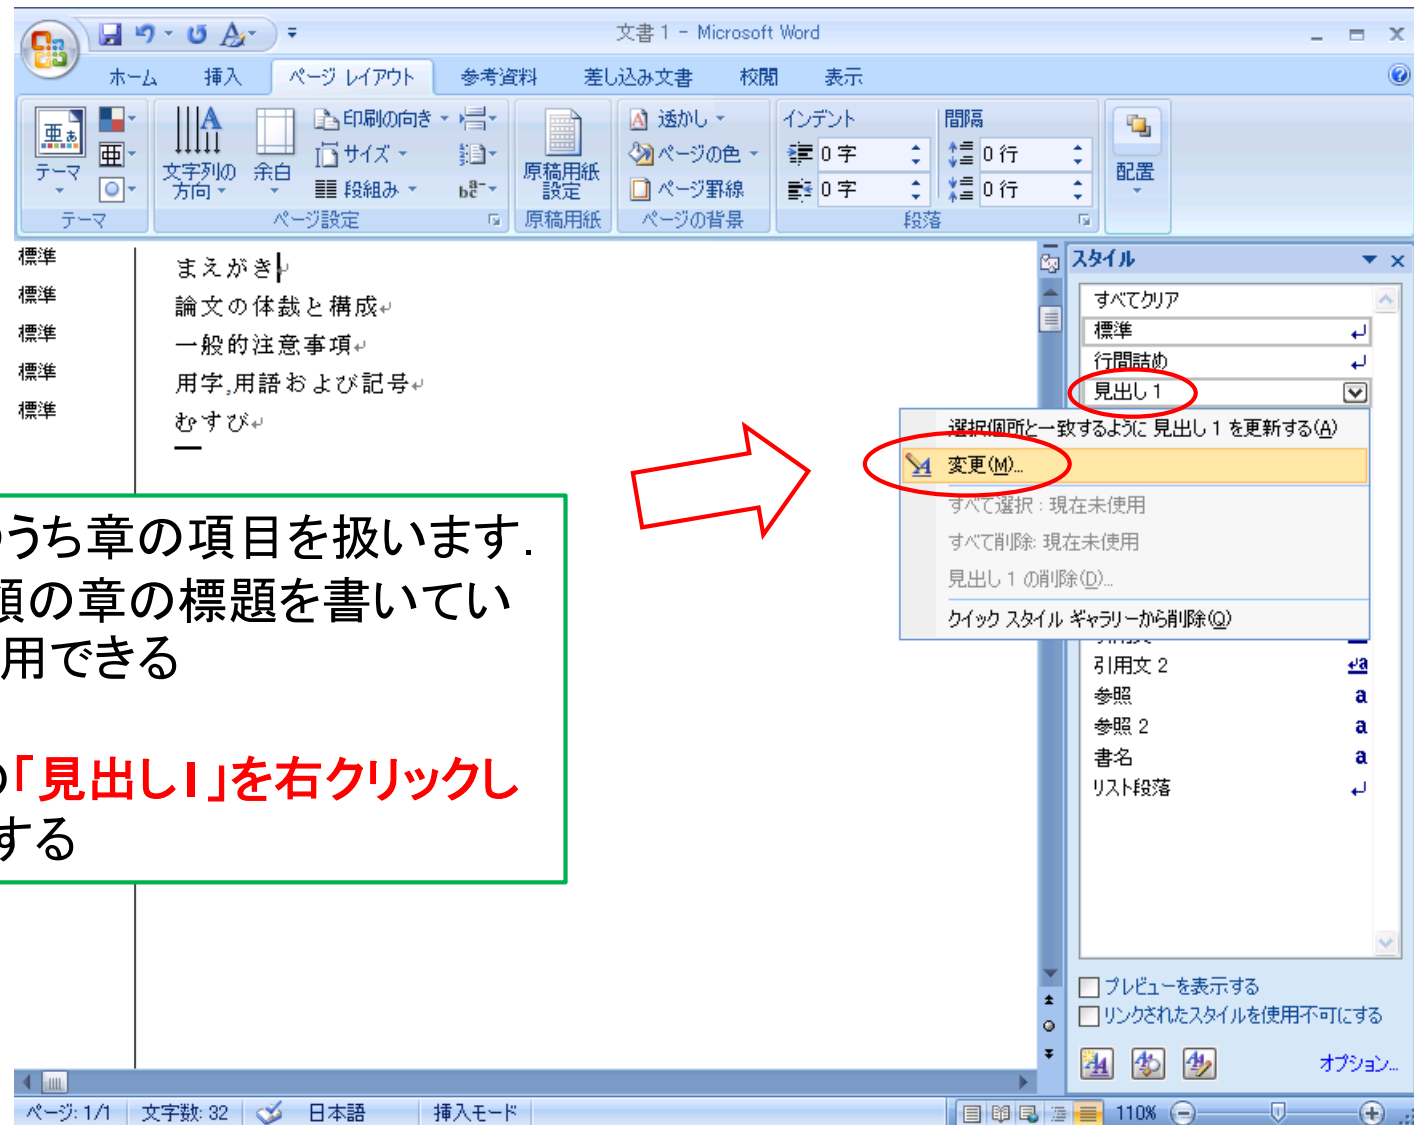 文書 1 - Microsoft Word
ホーム 挿入 ページ レイアウト 参考資料 差し込み文書 校閲 表示
亜あ
テーマ
亜
文字列の方向
余白
印刷の向き
サイズ
段組み
原稿用紙設定
透かし
ページの色
ページ罫線
インデント
0 字
0 字
間隔
0 行
0 行
配置
テーマ ページ設定 原稿用紙 ページの背景 段落
標準
標準
標準
標準
標準
まえがき
論文の体裁と構成
一般的注意事項
用字,用語および記号
むすび
うち章の項目を扱います.
頭の章の標題を書いてい
用できる
の「見出し1」を右クリックし
する
スタイル
すべてクリア
標準
行間詰め
見出し 1
選択個所と一致するように 見出し 1 を更新する(A)
変更(M)...
すべて選択 : 現在未使用
すべて削除: 現在未使用
見出し 1 の削除(D)...
クイック スタイル ギャラリーから削除(Q)
引用文 2
参照 a
参照 2 a
書名 a
リスト段落
プレビューを表示する
リンクされたスタイルを使用不可にする
オプション...
ページ: 1/1 文字数: 32 日本語 挿入モード 110%